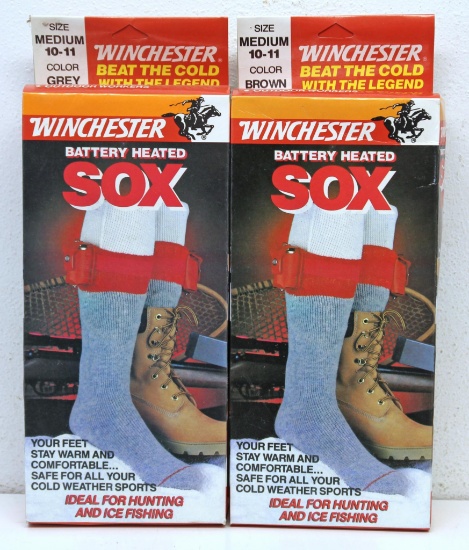 SIZE
MEDIUM
10-11
COLOR
GREY
WINCHESTER
BEAT THE COLD
WITH THE LEGEND
WINCHESTER
BATTERY HEATED
SOX
YOUR FEET
STAY WARM AND
COMFORTABLE...
SAFE FOR ALL YOUR
COLD WEATHER SPORTS
IDEAL FOR HUNTING
AND ICE FISHING
SIZE
MEDIUM
10-11
COLOR
BROWN
WINCHESTER
BEAT THE COLD
WITH THE LEGEND
WINCHESTER
BATTERY HEATED
SOX
YOUR FEET
STAY WARM AND
COMFORTABLE...
SAFE FOR ALL YOUR
COLD WEATHER SPORTS
IDEAL FOR HUNTING
AND ICE FISHING